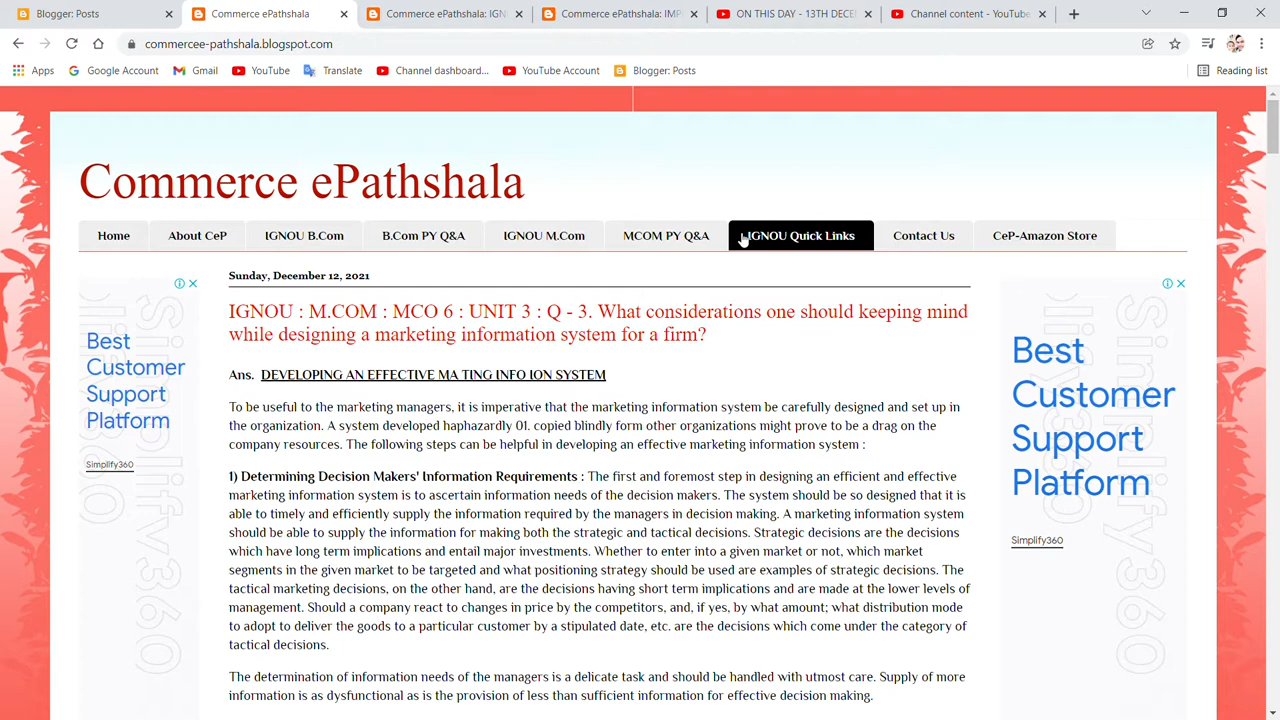 Blogger: Posts
Commerce ePathshala
Commerce ePathshala: IGN
Commerce ePathshala: IMP
ON THIS DAY - 13TH DECE
Channel content - YouTube
commercee-pathshala.blogspot.com
Apps
Google Account
Gmail
YouTube
Translate
Channel dashboard...
YouTube Account
Blogger: Posts
Reading list
Commerce ePathshala
Home
About CeP
IGNOU B.Com
B.Com PY Q&A
IGNOU M.Com
MCOM PY Q&A
IGNOU Quick Links
Contact Us
CeP-Amazon Store
Sunday, December 12, 2021
IGNOU : M.COM : MCO 6 : UNIT 3 : Q - 3. What considerations one should keeping mind
while designing a marketing information system for a firm?
Ans. DEVELOPING AN EFFECTIVE MA TING INFO ION SYSTEM
To be useful to the marketing managers, it is imperative that the marketing information system be carefully designed and set up in
the organization. A system developed haphazardly 01. copied blindly form other organizations might prove to be a drag on the
company resources. The following steps can be helpful in developing an effective marketing information system :
1) Determining Decision Makers' Information Requirements : The first and foremost step in designing an efficient and effective
marketing information system is to ascertain information needs of the decision makers. The system should be so designed that it is
able to timely and efficiently supply the information required by the managers in decision making. A marketing information system
should be able to supply the information for making both the strategic and tactical decisions. Strategic decisions are the decisions
which have long term implications and entail major investments. Whether to enter into a given market or not, which market
segments in the given market to be targeted and what positioning strategy should be used are examples of strategic decisions. The
tactical marketing decisions, on the other hand, are the decisions having short term implications and are made at the lower levels of
management. Should a company react to changes in price by the competitors, and, if yes, by what amount; what distribution mode
to adopt to deliver the goods to a particular customer by a stipulated date, etc. are the decisions which come under the category of
tactical decisions.
The determination of information needs of the managers is a delicate task and should be handled with utmost care. Supply of more
information is as dysfunctional as is the provision of less than sufficient information for effective decision making.
Best
Customer
Support
Platform
Simplify360
Simplify360
Best
Customer
Support
Platform
Simplify360
Simplify360